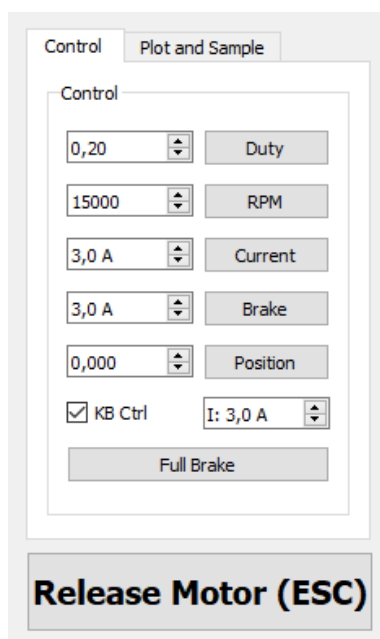 Control Plot and Sample
Control
0,20 Duty
15000 RPM
3,0 A Current
3,0 A Brake
0,000 Position
KB Ctrl I: 3,0 A
Full Brake
Release Motor (ESC)